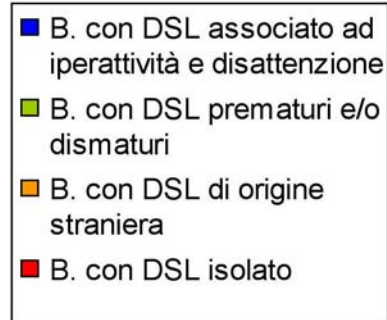 B. con DSL associato ad
iperattività e disattenzione
B. con DSL prematuri e/o
dismaturi
B. con DSL di origine
straniera
B. con DSL isolato